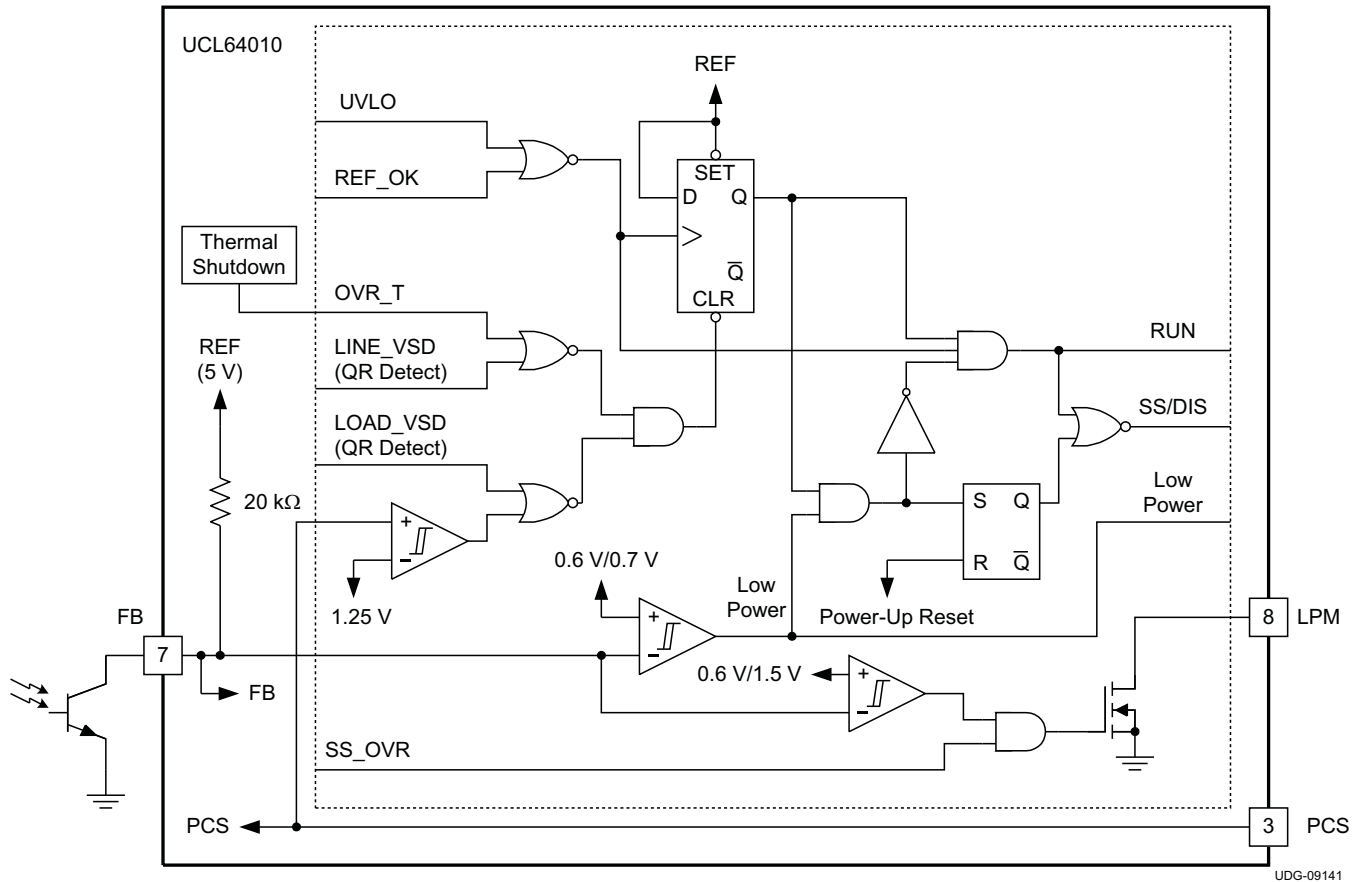 UCL64010
REF
UVLO
REF_OK
SET
D
Q
Q̅
CLR
Thermal
Shutdown
OVR_T
LINE_VSD
(QR Detect)
LOAD_VSD
(QR Detect)
REF
(5 V)
20 kΩ
RUN
SS/DIS
Low
Power
S
Q
R
Q̅
+
−
1.25 V
0.6 V/0.7 V
Low
Power
Power-Up Reset
+
−
FB
7
FB
0.6 V/1.5 V
+
−
8
LPM
SS_OVR
PCS
3
PCS
UDG-09141